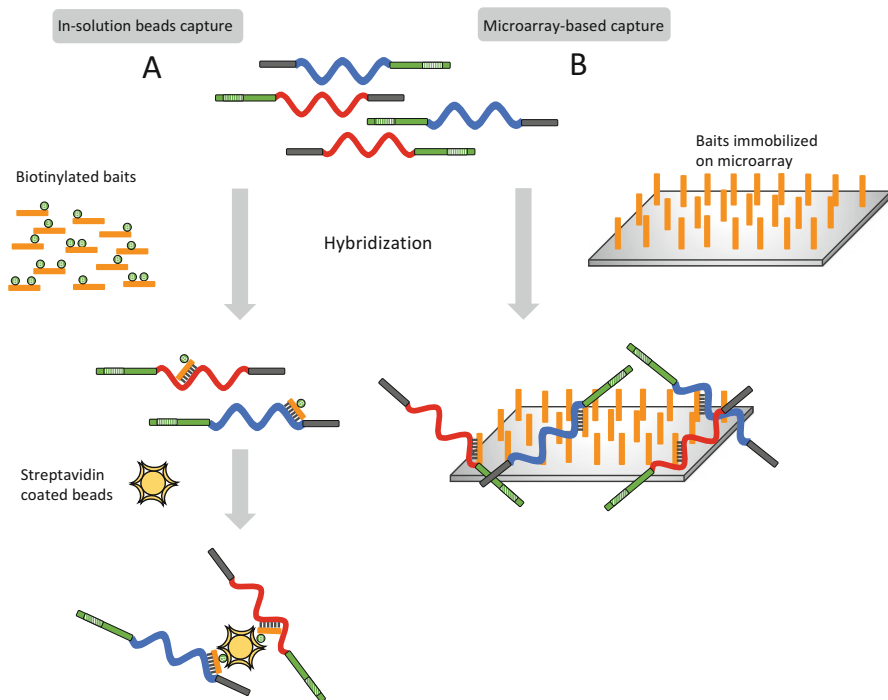 In-solution beads capture
Microarray-based capture
A
B
Biotinylated baits
Baits immobilized
on microarray
Hybridization
Streptavidin
coated beads